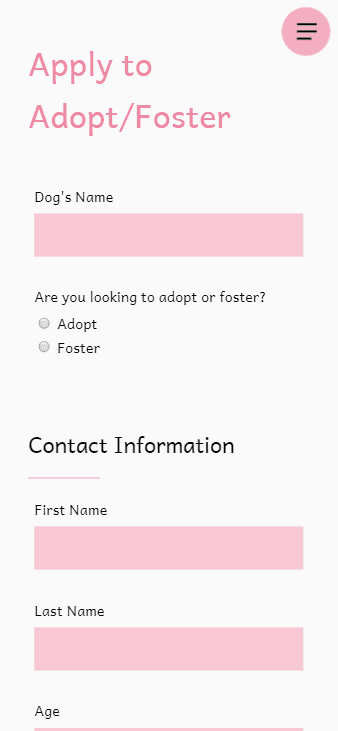 Apply to
Adopt/Foster
Dog's Name
Are you looking to adopt or foster?
Adopt
Foster
Contact Information
First Name
Last Name
Age